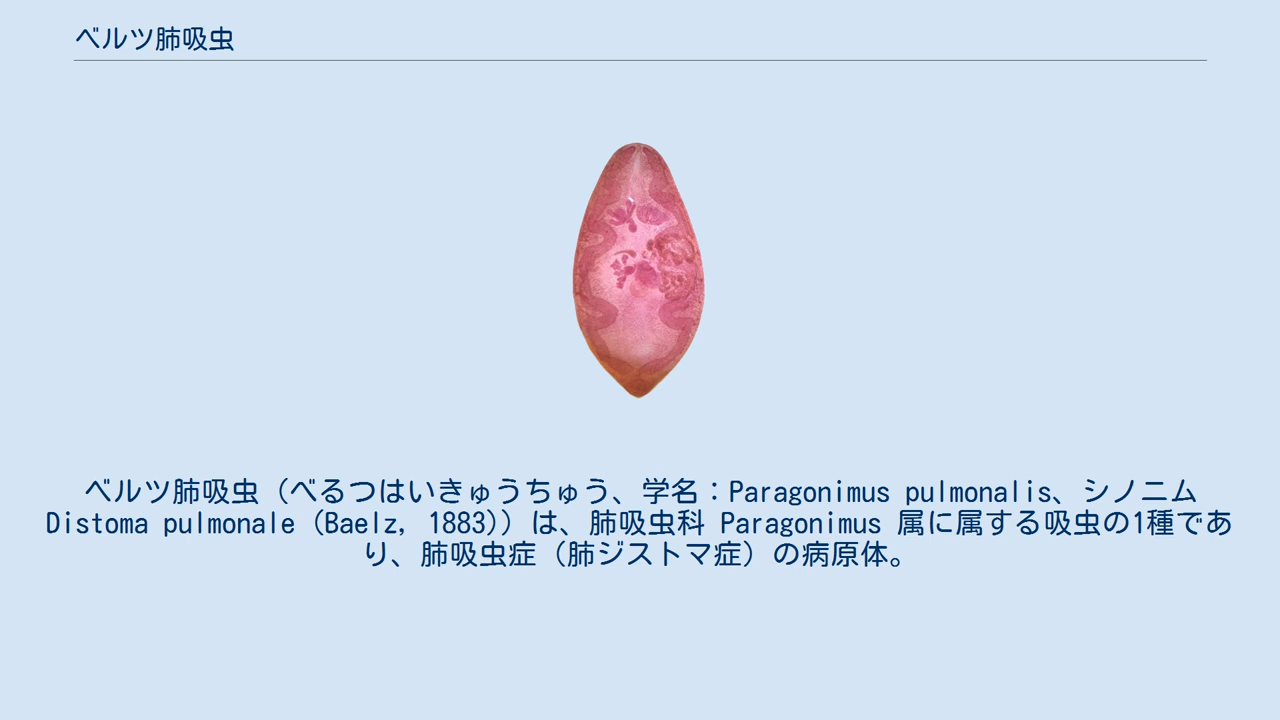 ベルツ肺吸虫
ベルツ肺吸虫（べるつはいきゅうちゅう、学名：Paragonimus pulmonalis、シノニム
Distoma pulmonale (Baelz, 1883)）は、肺吸虫科 Paragonimus 属に属する吸虫の1種であ
り、肺吸虫症（肺ジストマ症）の病原体。